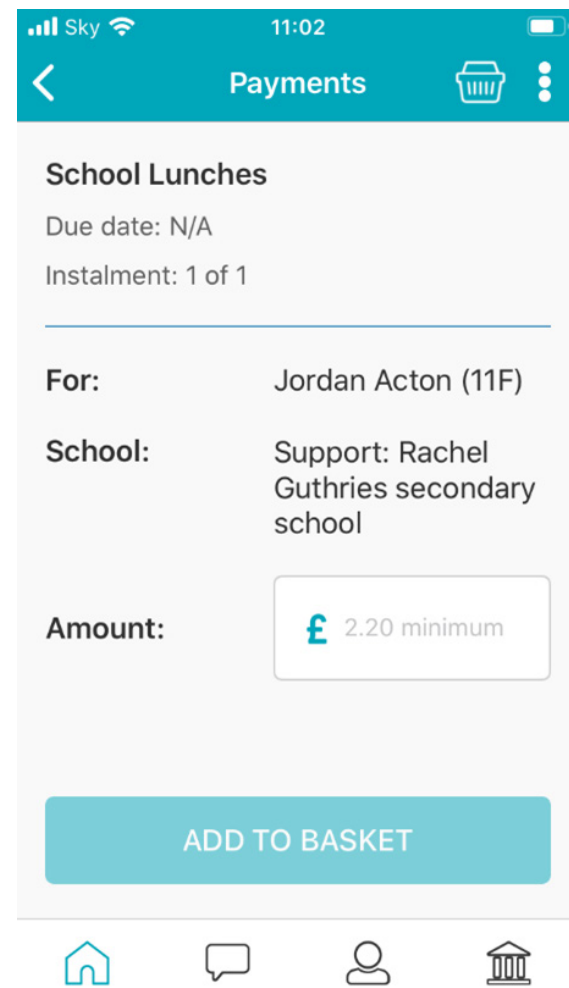 Sky 11:02
Payments
School Lunches
Due date: N/A
Instalment: 1 of 1
For: Jordan Acton (11F)
School: Support: Rachel
Guthries secondary
school
Amount: £ 2.20 minimum
ADD TO BASKET